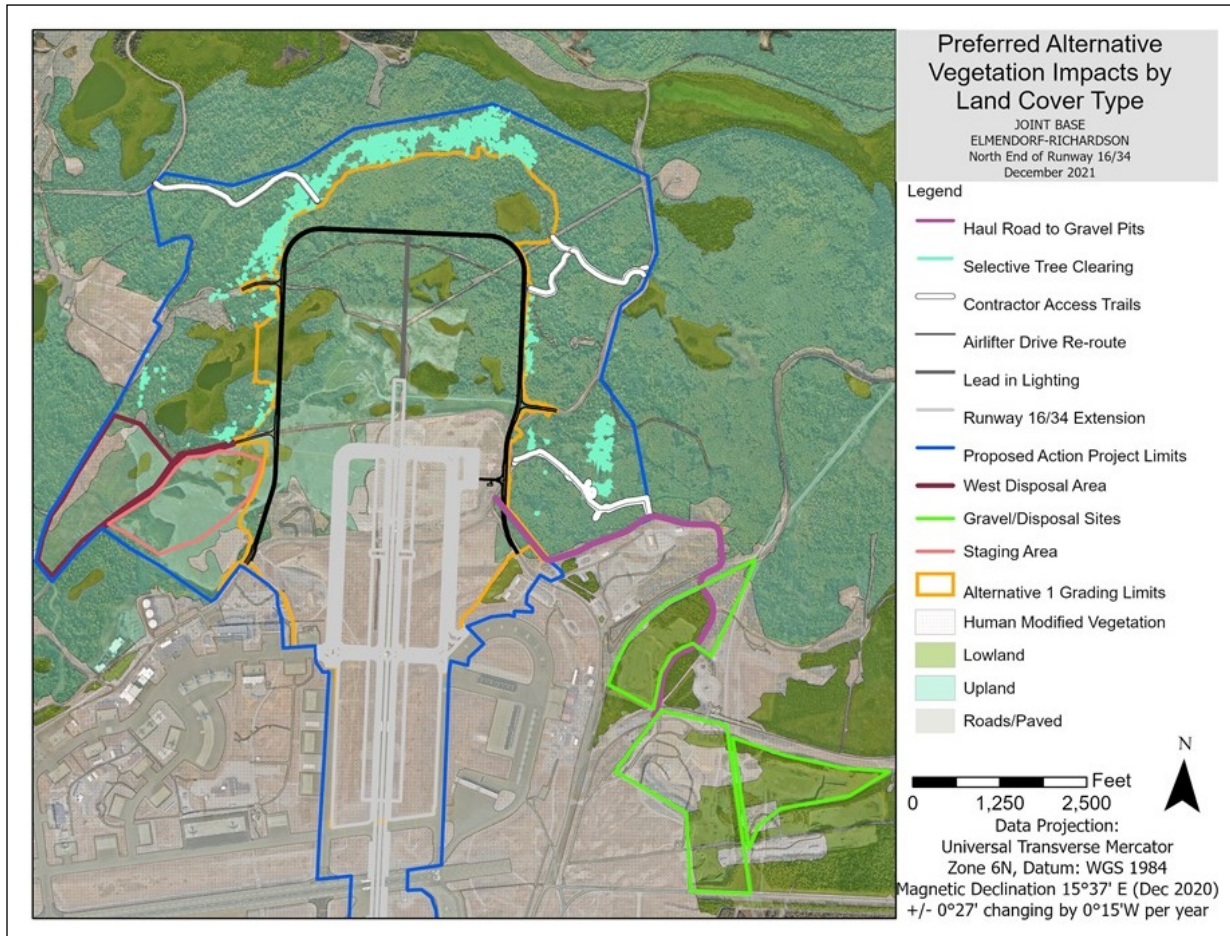 Preferred Alternative
Vegetation Impacts by
Land Cover Type
JOINT BASE
ELMENDORF-RICHARDSON
North End of Runway 16/34
December 2021
Legend
Haul Road to Gravel Pits
Selective Tree Clearing
Contractor Access Trails
Airlifter Drive Re-route
Lead in Lighting
Runway 16/34 Extension
Proposed Action Project Limits
West Disposal Area
Gravel/Disposal Sites
Staging Area
Alternative 1 Grading Limits
Human Modified Vegetation
Lowland
Upland
Roads/Paved
N
Feet
0 1,250 2,500
Data Projection:
Universal Transverse Mercator
Zone 6N, Datum: WGS 1984
Magnetic Declination 15°37' E (Dec 2020)
+/- 0°27' changing by 0°15'W per year